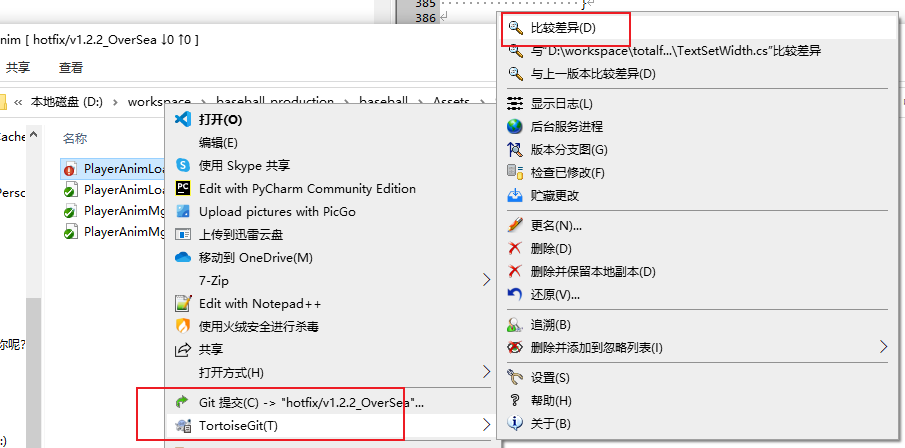 385
386
nim [ hotfix/v1.2.2_OverSea ↓0 ↑0 ]
共享 查看
« 本地磁盘 (D:) › workspace › baseball_production › baseball › Assets ›
Cache
Perso
你呢?
:)
名称
PlayerAnimLoa
PlayerAnimLoa
PlayerAnimMg
PlayerAnimMg
打开(O)
编辑(E)
使用 Skype 共享
Edit with PyCharm Community Edition
Upload pictures with PicGo
上传到迅雷云盘
移动到 OneDrive(M)
7-Zip
Edit with Notepad++
使用火绒安全进行杀毒
共享
打开方式(H)
Git 提交(C) -> "hotfix/v1.2.2_OverSea"...
TortoiseGit(T)
比较差异(D)
与"D:\workspace\totalf...\TextSetWidth.cs"比较差异
与上一版本比较差异(D)
显示日志(L)
后台服务进程
版本分支图(G)
检查已修改(F)
贮藏更改
更名(N)...
删除(D)
删除并保留本地副本(D)
还原(V)...
追溯(B)
删除并添加到忽略列表(I)
设置(S)
帮助(H)
关于(B)